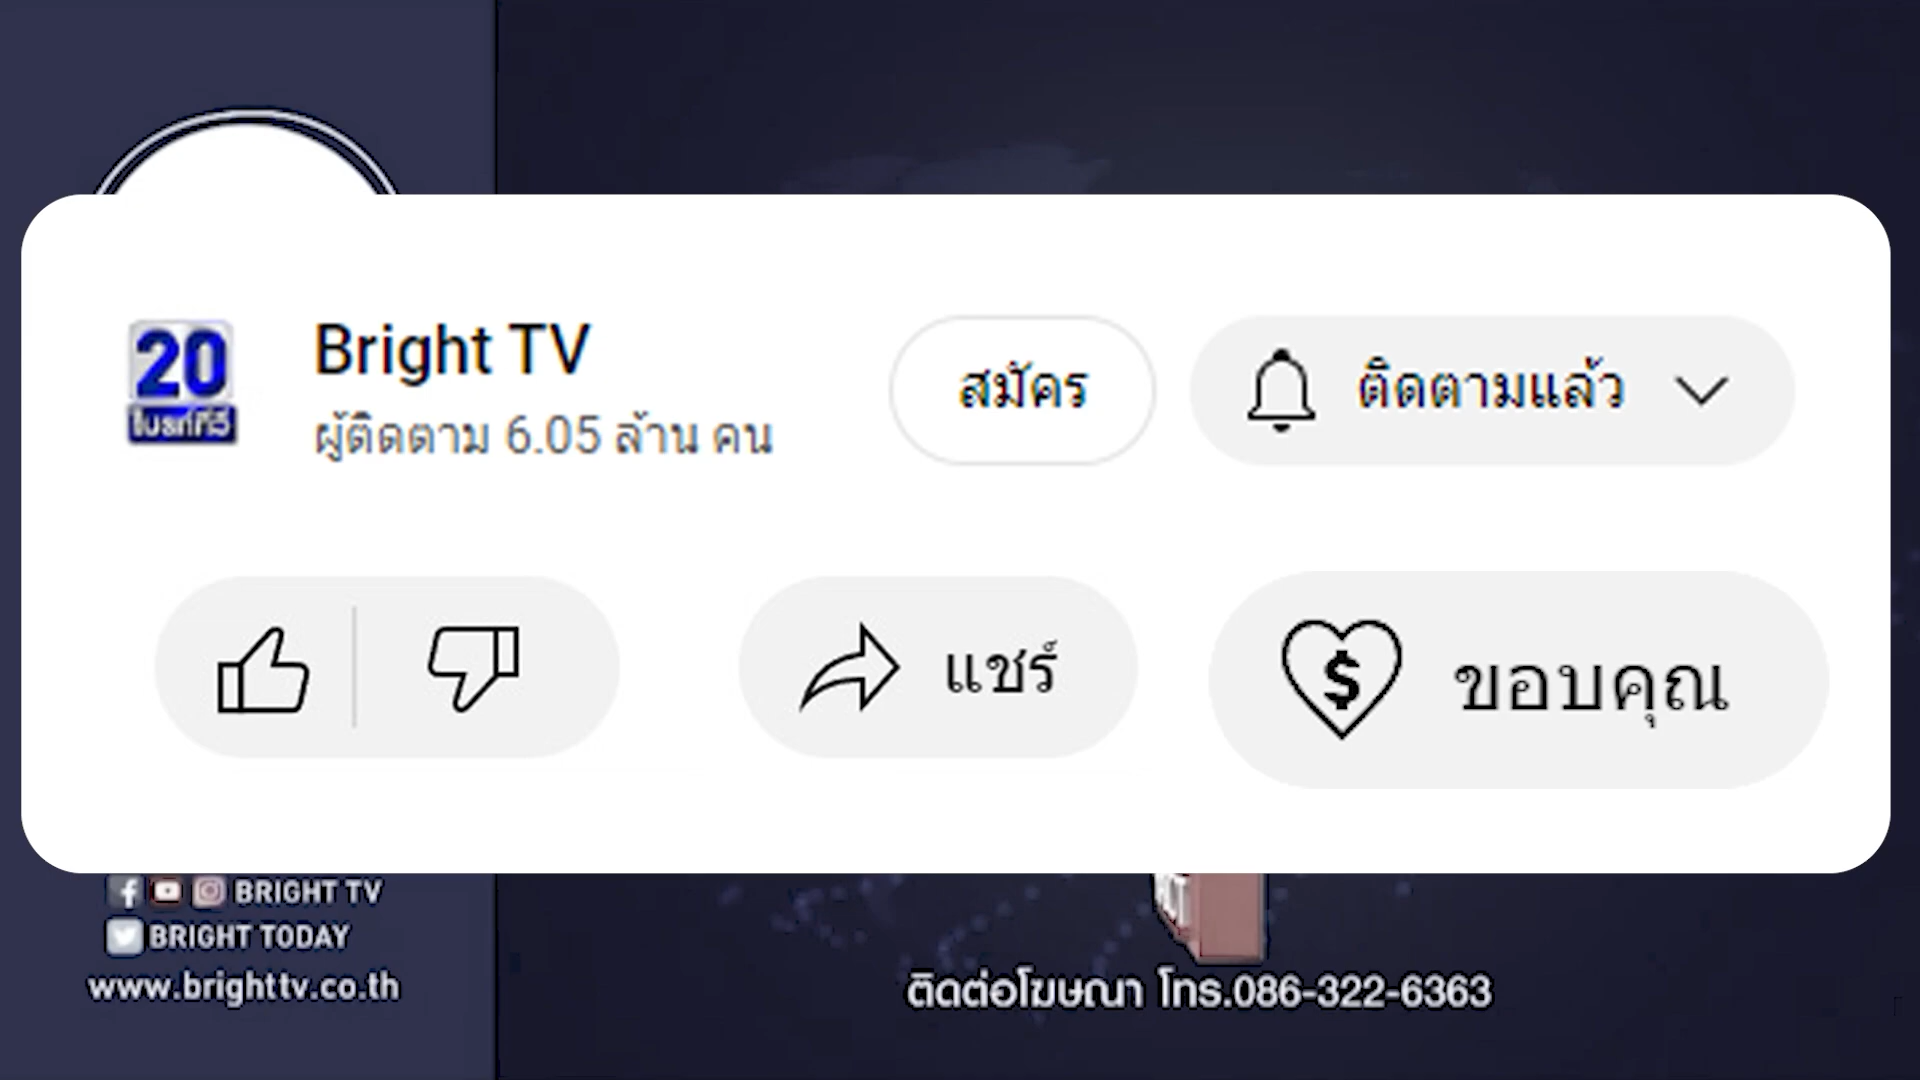 20
ไบรท์ทีวี
Bright TV
ผู้ติดตาม 6.05 ล้าน คน
สมัคร
ติดตามแล้ว
แชร์
ขอบคุณ
BRIGHT TV
BRIGHT TODAY
www.brighttv.co.th
ติดต่อโฆษณา โทร.086-322-6363